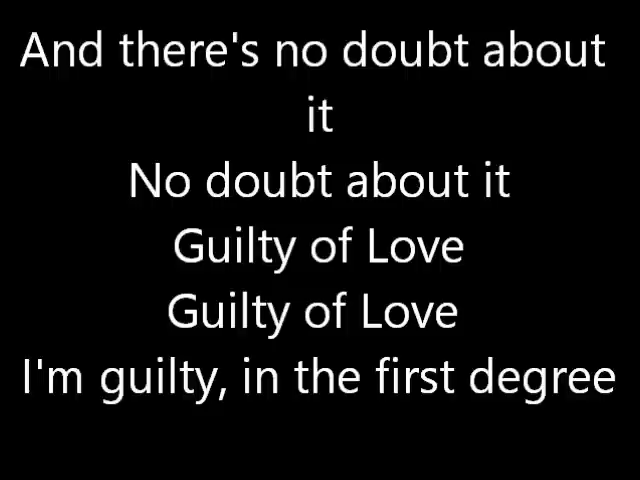 And there's no doubt about
it
No doubt about it
Guilty of Love
Guilty of Love
I'm guilty, in the first degree